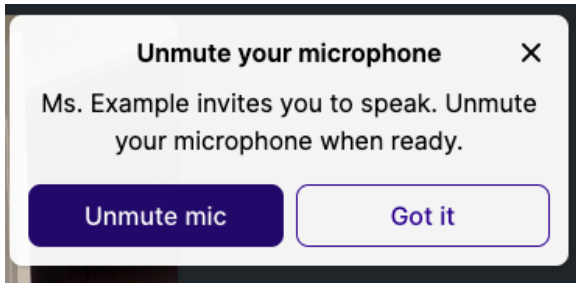 Unmute your microphone
Ms. Example invites you to speak. Unmute
your microphone when ready.
Unmute mic
Got it